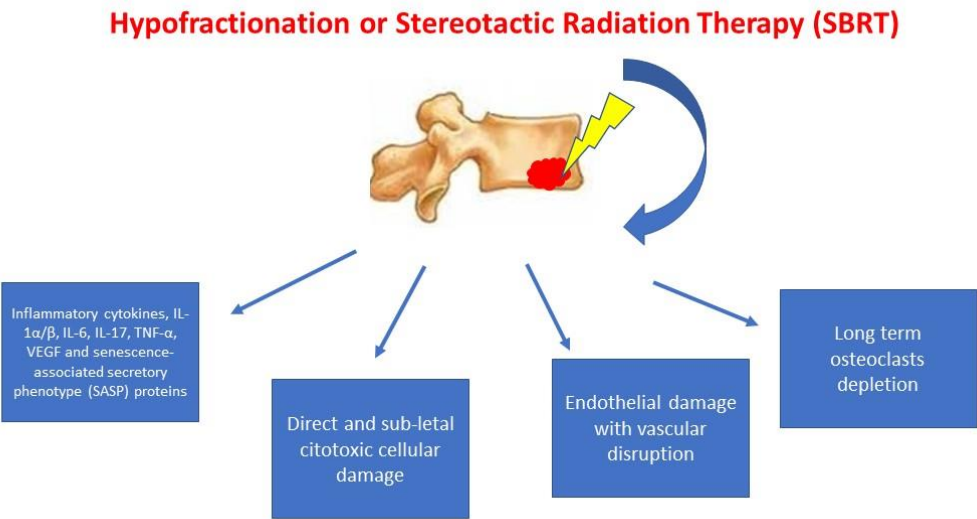 Hypofractionation or Stereotactic Radiation Therapy (SBRT)
Inflammatory cytokines, IL-
1α/β, IL-6, IL-17, TNF-α,
VEGF and senescence-
associated secretory
phenotype (SASP) proteins
Direct and sub-letal
citotoxic cellular
damage
Endothelial damage
with vascular
disruption
Long term
osteoclasts
depletion